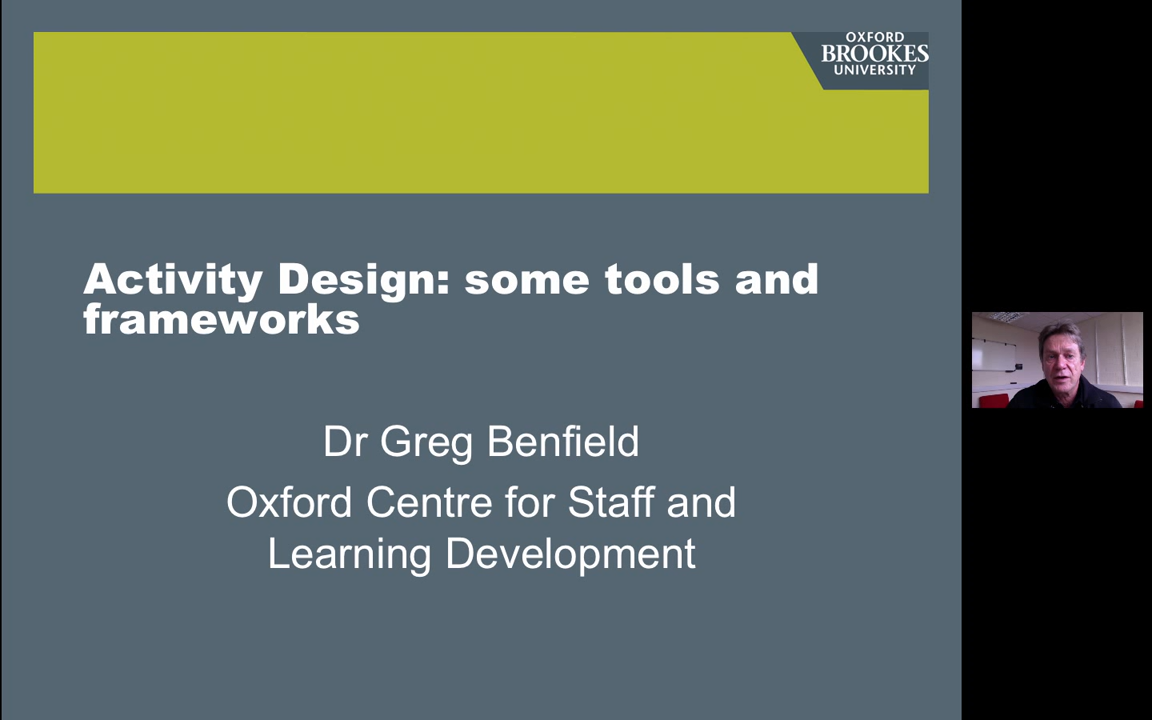 OXFORD
BROOKES
UNIVERSITY
Activity Design: some tools and
frameworks
Dr Greg Benfield
Oxford Centre for Staff and
Learning Development